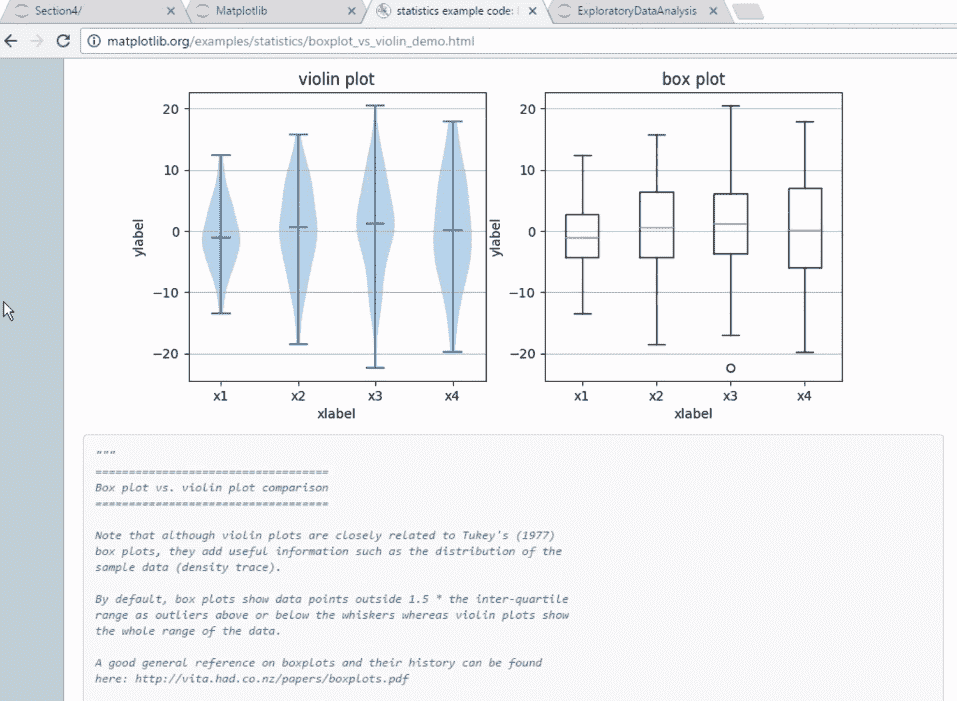 Section4/
Matplotlib
statistics example code:
ExploratoryDataAnalysis
matplotlib.org/examples/statistics/boxplot_vs_violin_demo.html
violin plot
20
10
0
−10
−20
ylabel
x1 x2 x3 x4
xlabel
box plot
20
10
0
−10
−20
ylabel
x1 x2 x3 x4
xlabel
"""
==================================
Box plot vs. violin plot comparison
==================================
Note that although violin plots are closely related to Tukey's (1977)
box plots, they add useful information such as the distribution of the
sample data (density trace).
By default, box plots show data points outside 1.5 * the inter-quartile
range as outliers above or below the whiskers whereas violin plots show
the whole range of the data.
A good general reference on boxplots and their history can be found
here: http://vita.had.co.nz/papers/boxplots.pdf